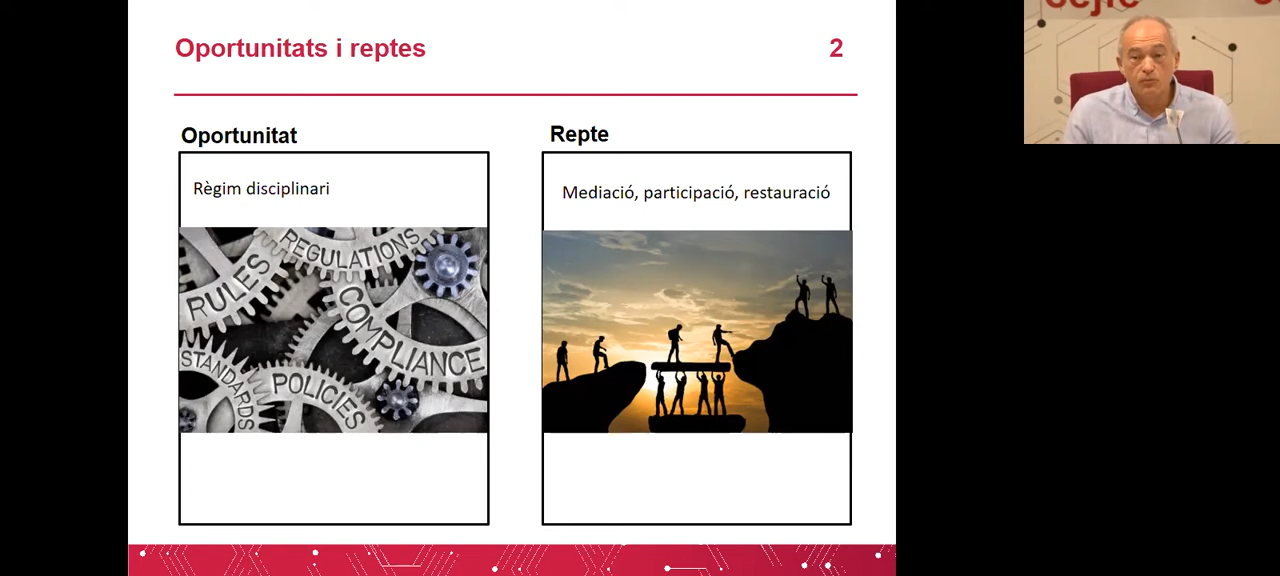 Oportunitats i reptes
2
Oportunitat
Règim disciplinari
REGULATIONS
RULES
COMPLIANCE
STANDARDS
POLICIES
Repte
Mediació, participació, restauració